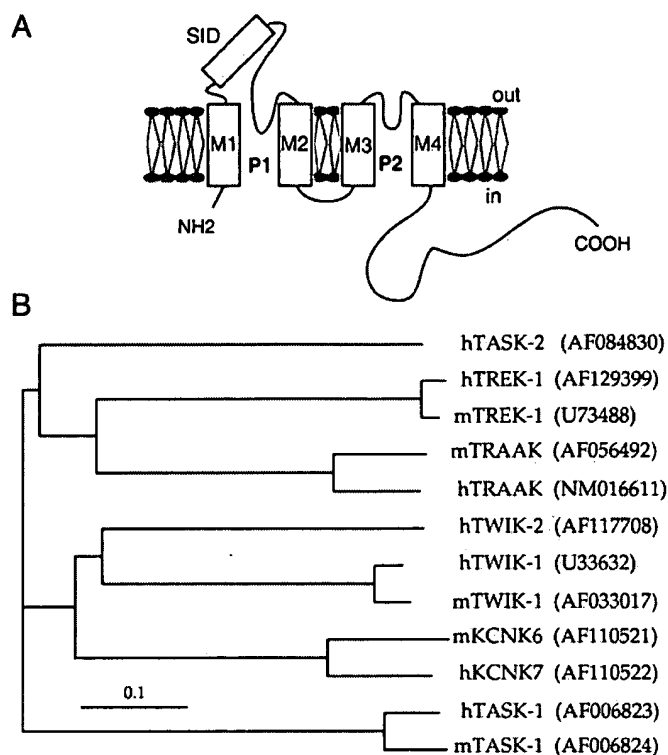 A
SID
out
M1
P1
M2
M3
P2
M4
in
NH2
COOH
B
hTASK-2 (AF084830)
hTREK-1 (AF129399)
mTREK-1 (U73488)
mTRAAK (AF056492)
hTRAAK (NM016611)
hTWIK-2 (AF117708)
hTWIK-1 (U33632)
mTWIK-1 (AF033017)
mKCNK6 (AF110521)
hKCNK7 (AF110522)
0.1
hTASK-1 (AF006823)
mTASK-1 (AF006824)